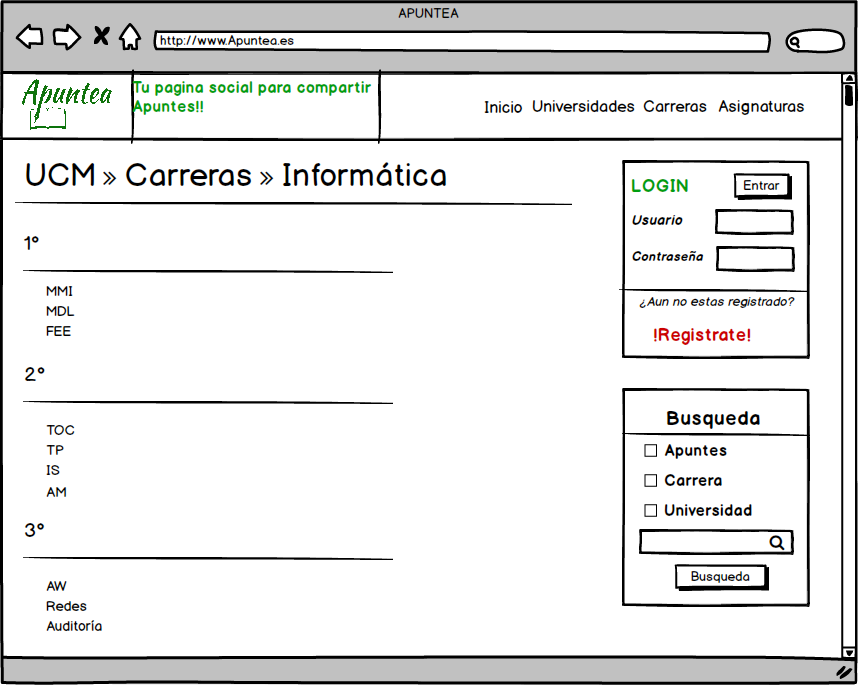 APUNTEA
http://www.Apuntea.es
Apuntea
Tu pagina social para compartir
Apuntes!!
Inicio Universidades Carreras Asignaturas
UCM » Carreras » Informática
1º
MMI
MDL
FEE
2º
TOC
TP
IS
AM
3º
AW
Redes
Auditoría
LOGIN
Entrar
Usuario
Contraseña
¿Aun no estas registrado?
!Registrate!
Busqueda
Apuntes
Carrera
Universidad
Busqueda